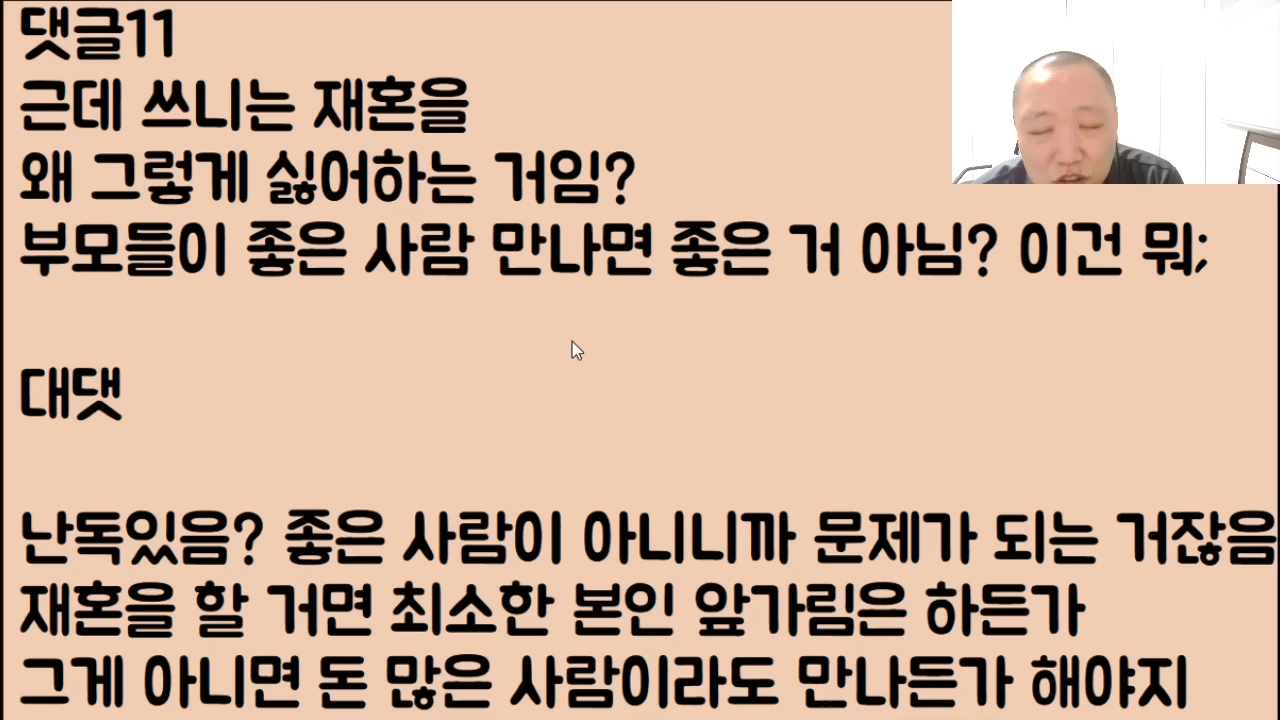 댓글11
근데 쓰니는 재혼을
왜 그렇게 싫어하는 거임?
부모들이 좋은 사람 만나면 좋은 거 아님? 이건 뭐;
대댓
난독있음? 좋은 사람이 아니니까 문제가 되는 거잖음
재혼을 할 거면 최소한 본인 앞가림은 하든가
그게 아니면 돈 많은 사람이라도 만나든가 해야지